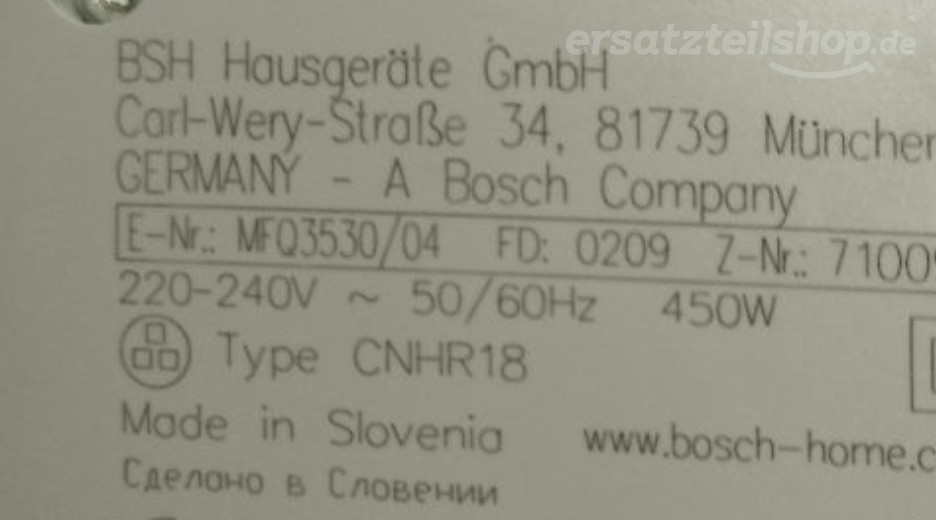 ersatzteilshop.de
BSH Hausgeräte GmbH
Carl-Wery-Straße 34, 81739 München
GERMANY - A Bosch Company
E-Nr.: MFQ3530/04 FD: 0209 Z-Nr.: 7100
220-240V ~ 50/60Hz 450W
Type CNHR18
Made in Slovenia www.bosch-home.c
Сделано в Словении